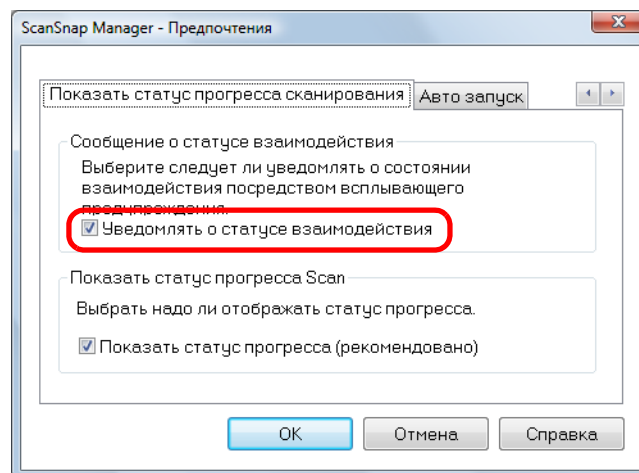 ScanSnap Manager - Предпочтения
Показать статус прогресса сканирования
Авто запуск
Сообщение о статусе взаимодействия
Выберите следует ли уведомлять о состоянии
взаимодействия посредством всплывающего
предупреждения.
Уведомлять о статусе взаимодействия
Показать статус прогресса Scan
Выбрать надо ли отображать статус прогресса.
Показать статус прогресса (рекомендовано)
OK
Отмена
Справка